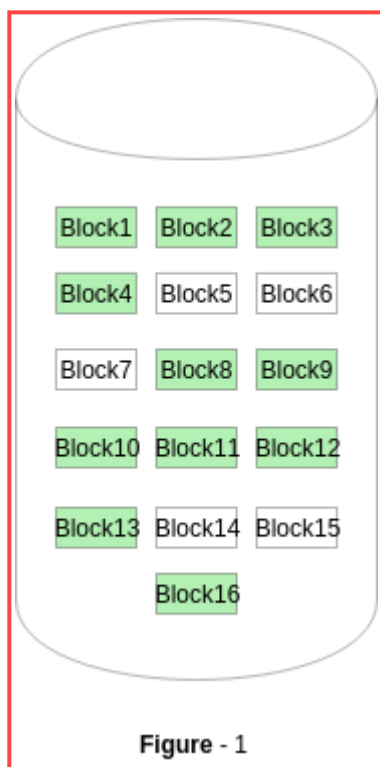 Block1 Block2 Block3
Block4 Block5 Block6
Block7 Block8 Block9
Block10 Block11 Block12
Block13 Block14 Block15
Block16
Figure - 1